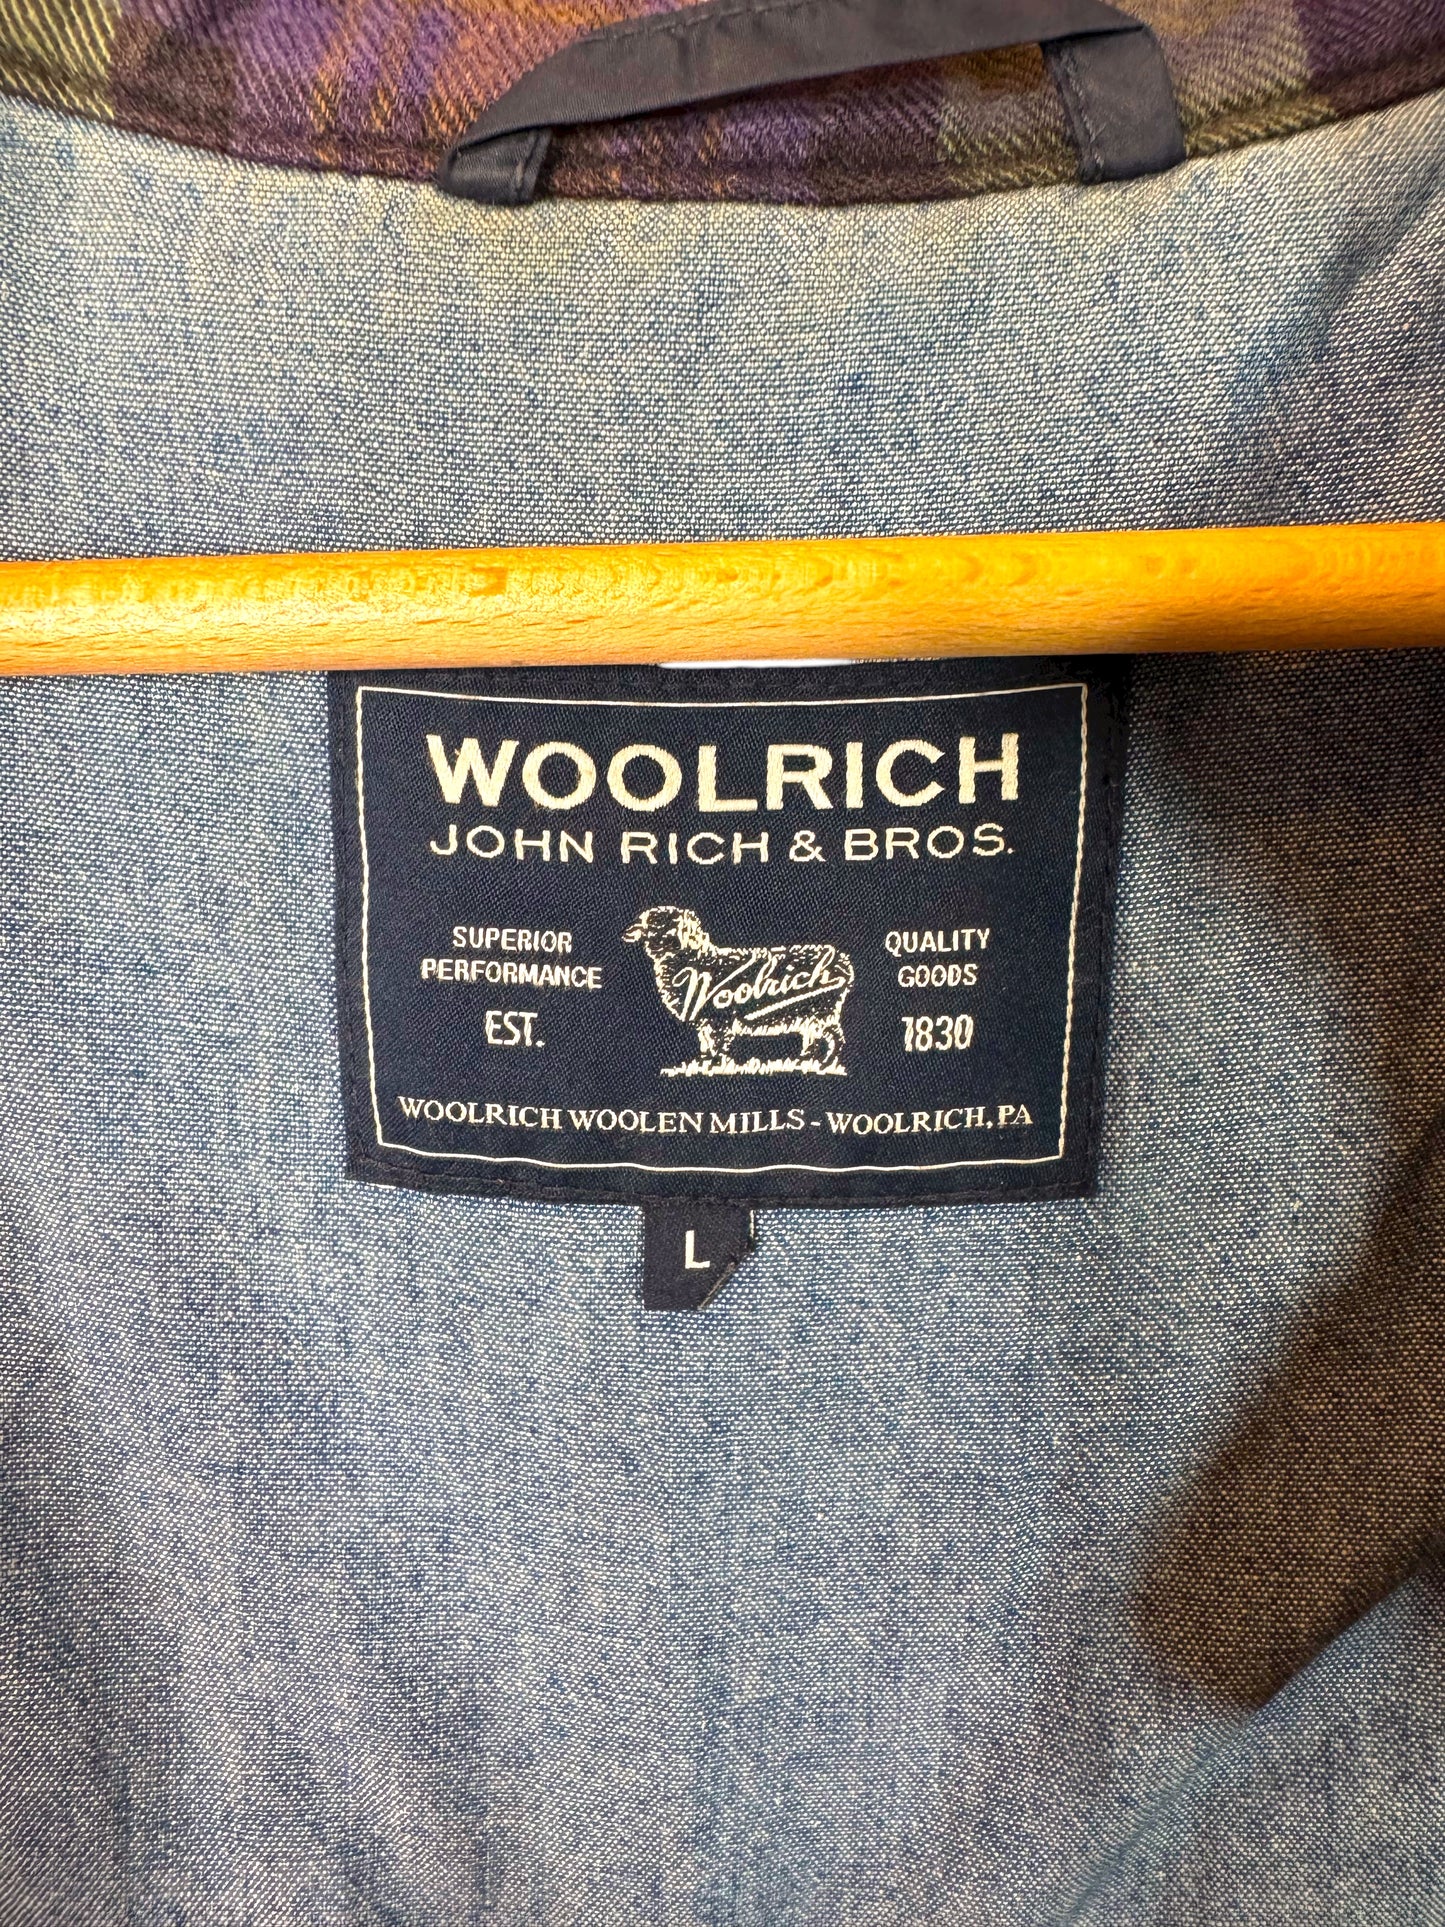 WOOLRICH
JOHN RICH & BROS.
SUPERIOR
PERFORMANCE
EST.
Woolrich
QUALITY
GOODS
1830
WOOLRICH WOOLEN MILLS - WOOLRICH, PA
L